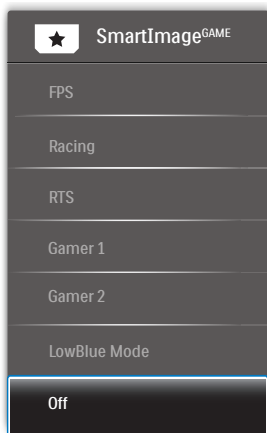 SmartImageGAME
FPS
Racing
RTS
Gamer 1
Gamer 2
LowBlue Mode
Off